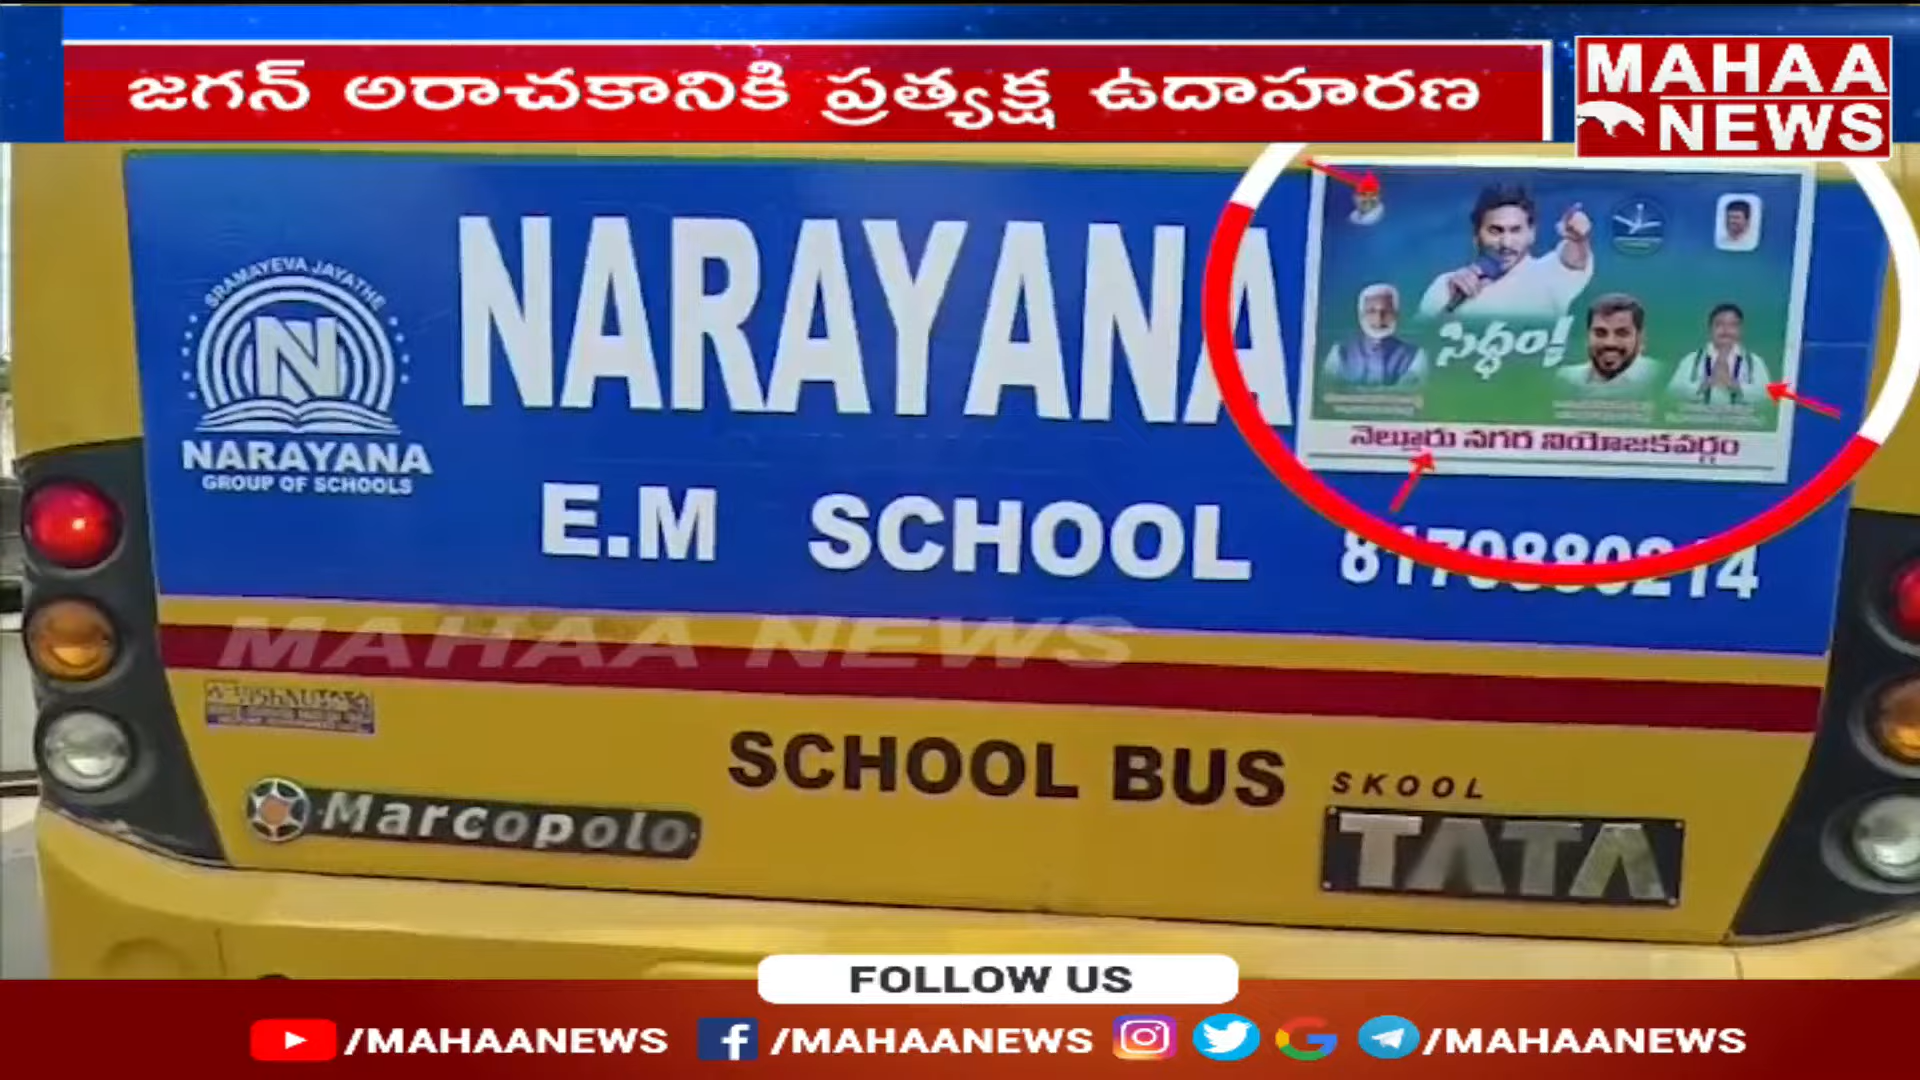 జగన్ అరాచకానికి ప్రత్యక్ష ఉదాహరణ
MAHAA
NEWS
SRAMAYEVA JAYATHE
N
NARAYANA
GROUP OF SCHOOLS
NARAYANA
E.M SCHOOL
8179880214
సిద్ధం!
నెల్లూరు నగర నియోజకవర్గం
MAHAA NEWS
SCHOOL BUS
SKOOL
Marcopolo
TATA
FOLLOW US
/MAHAANEWS
/MAHAANEWS
/MAHAANEWS